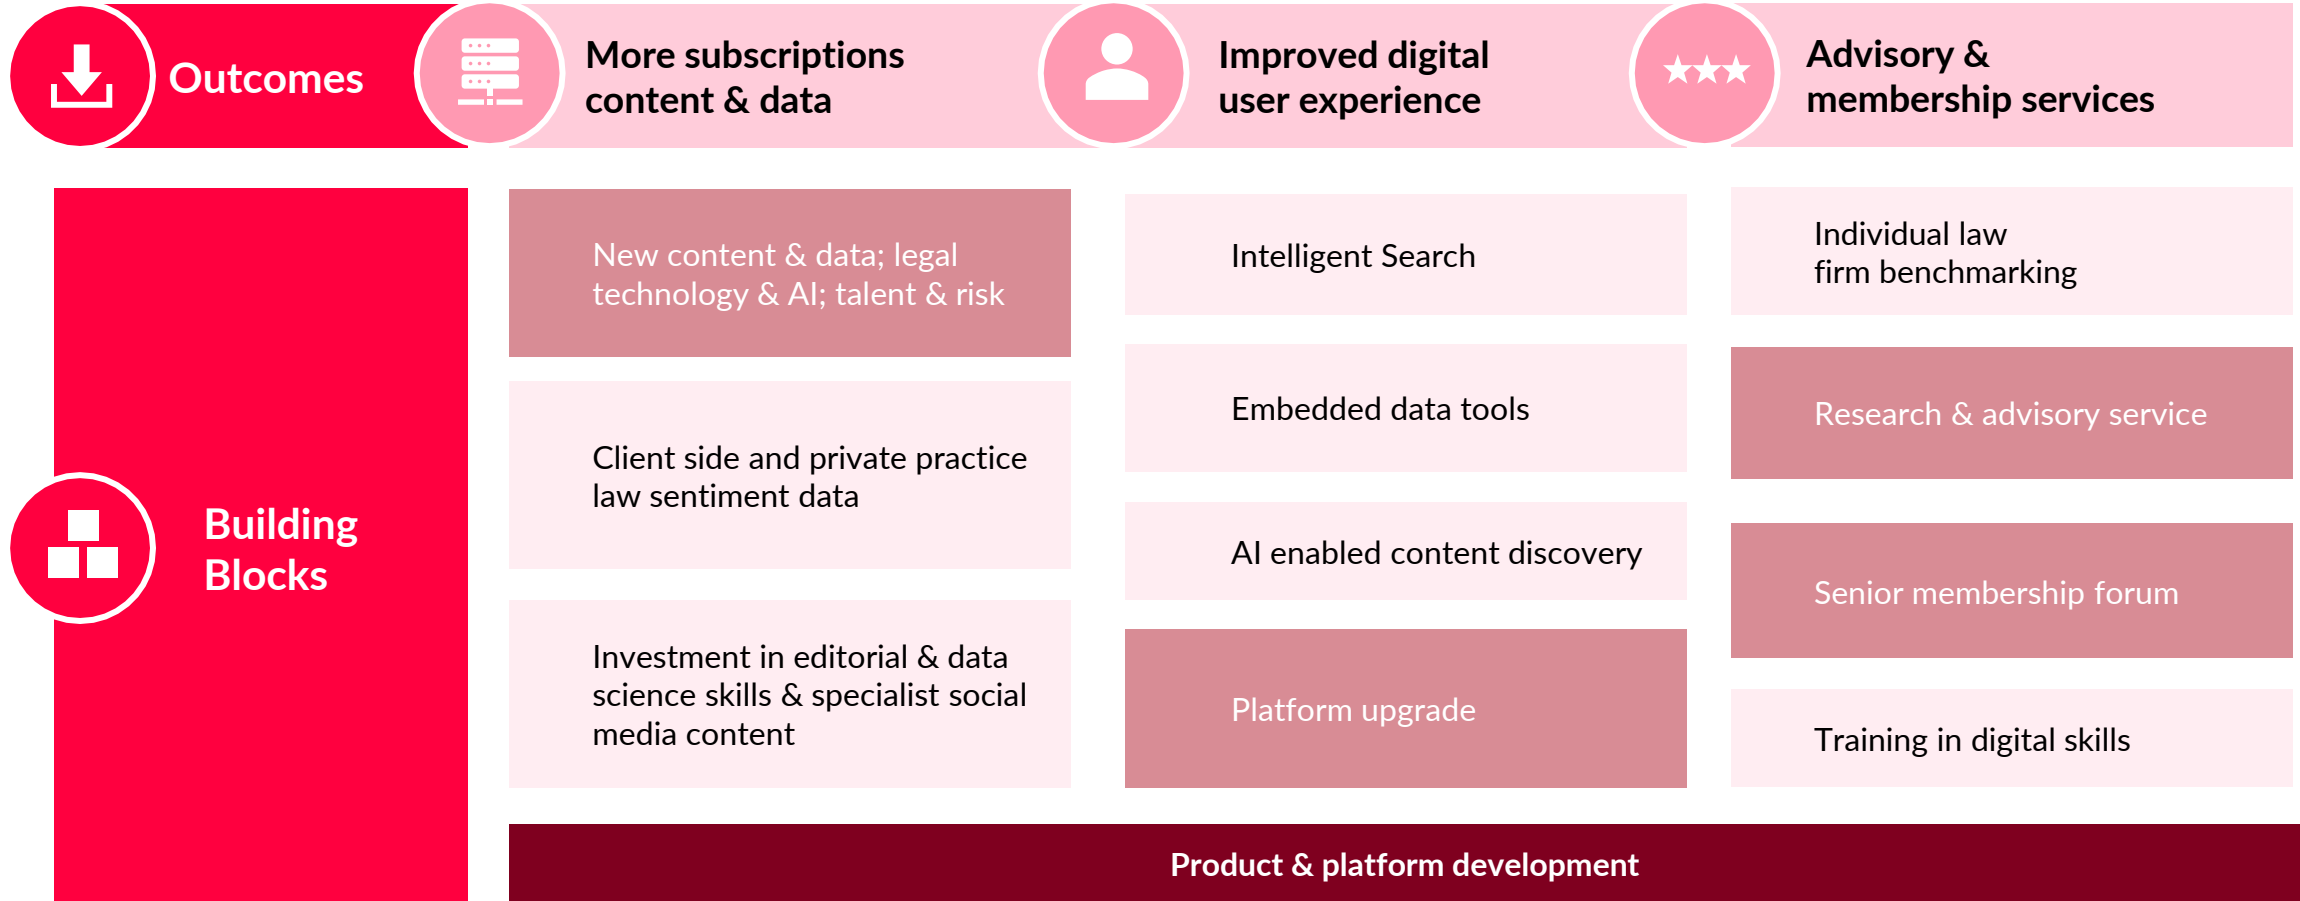 Outcomes
More subscriptions
content & data
Improved digital
user experience
Advisory &
membership services
Building
Blocks
New content & data; legal
technology & AI; talent & risk
Client side and private practice
law sentiment data
Investment in editorial & data
science skills & specialist social
media content
Intelligent Search
Embedded data tools
AI enabled content discovery
Platform upgrade
Individual law
firm benchmarking
Research & advisory service
Senior membership forum
Training in digital skills
Product & platform development